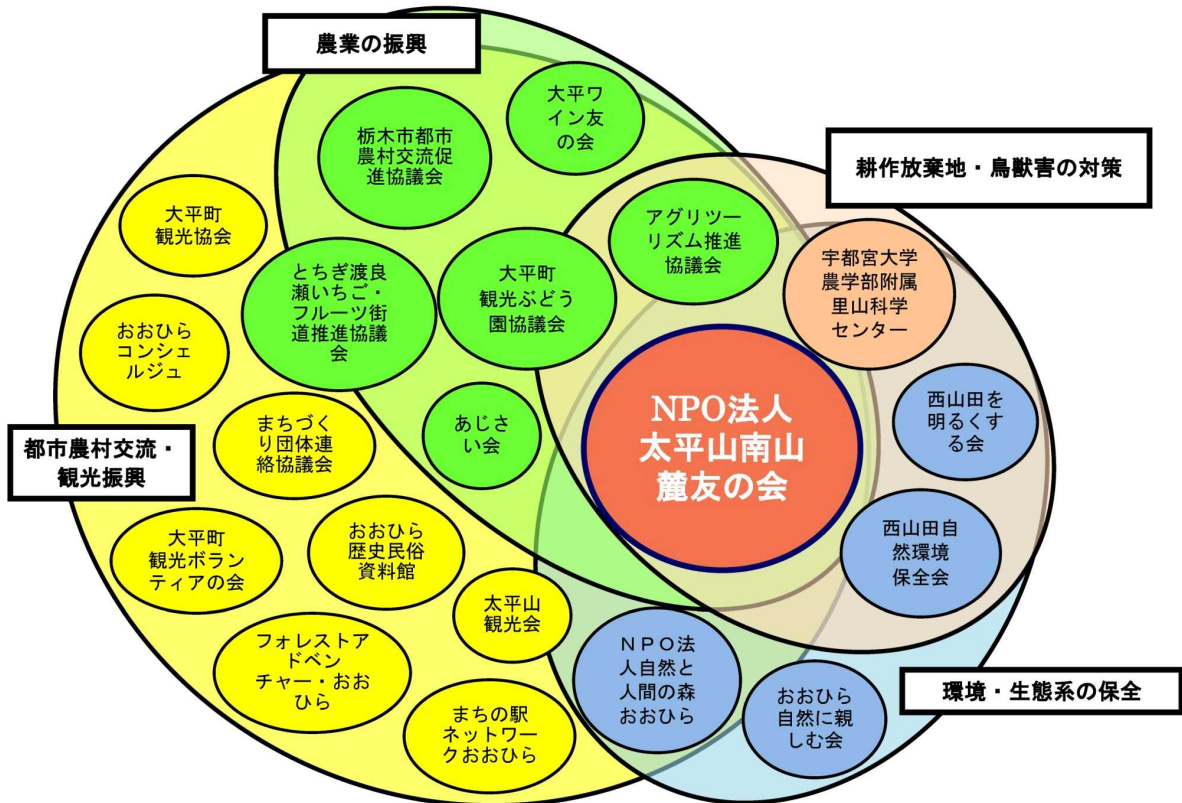 農業の振興
大平ワ
イン友
の会
栃木市都市
農村交流促
進協議会
耕作放棄地・鳥獣害の対策
大平町
観光協会
アグリツー
リズム推進
協議会
とちぎ渡良
瀬いちご・
フルーツ街
道推進協議
会
大平町
観光ぶどう
園協議会
宇都宮大学
農学部附属
里山科学
センター
おおひら
コンシェ
ルジュ
まちづく
り団体連
絡協議会
あじさ
い会
NPO法人
太平山南山
麓友の会
西山田を
明るくす
る会
都市農村交流・
観光振興
大平町
観光ボラン
ティアの会
おおひら
歴史民俗
資料館
西山田自
然環境
保全会
太平山
観光会
フォレストア
ドベン
チャー・おお
ひら
ＮＰＯ法
人自然と
人間の森
おおひら
環境・生態系の保全
まちの駅
ネットワー
クおおひら
おおひら
自然に親
しむ会